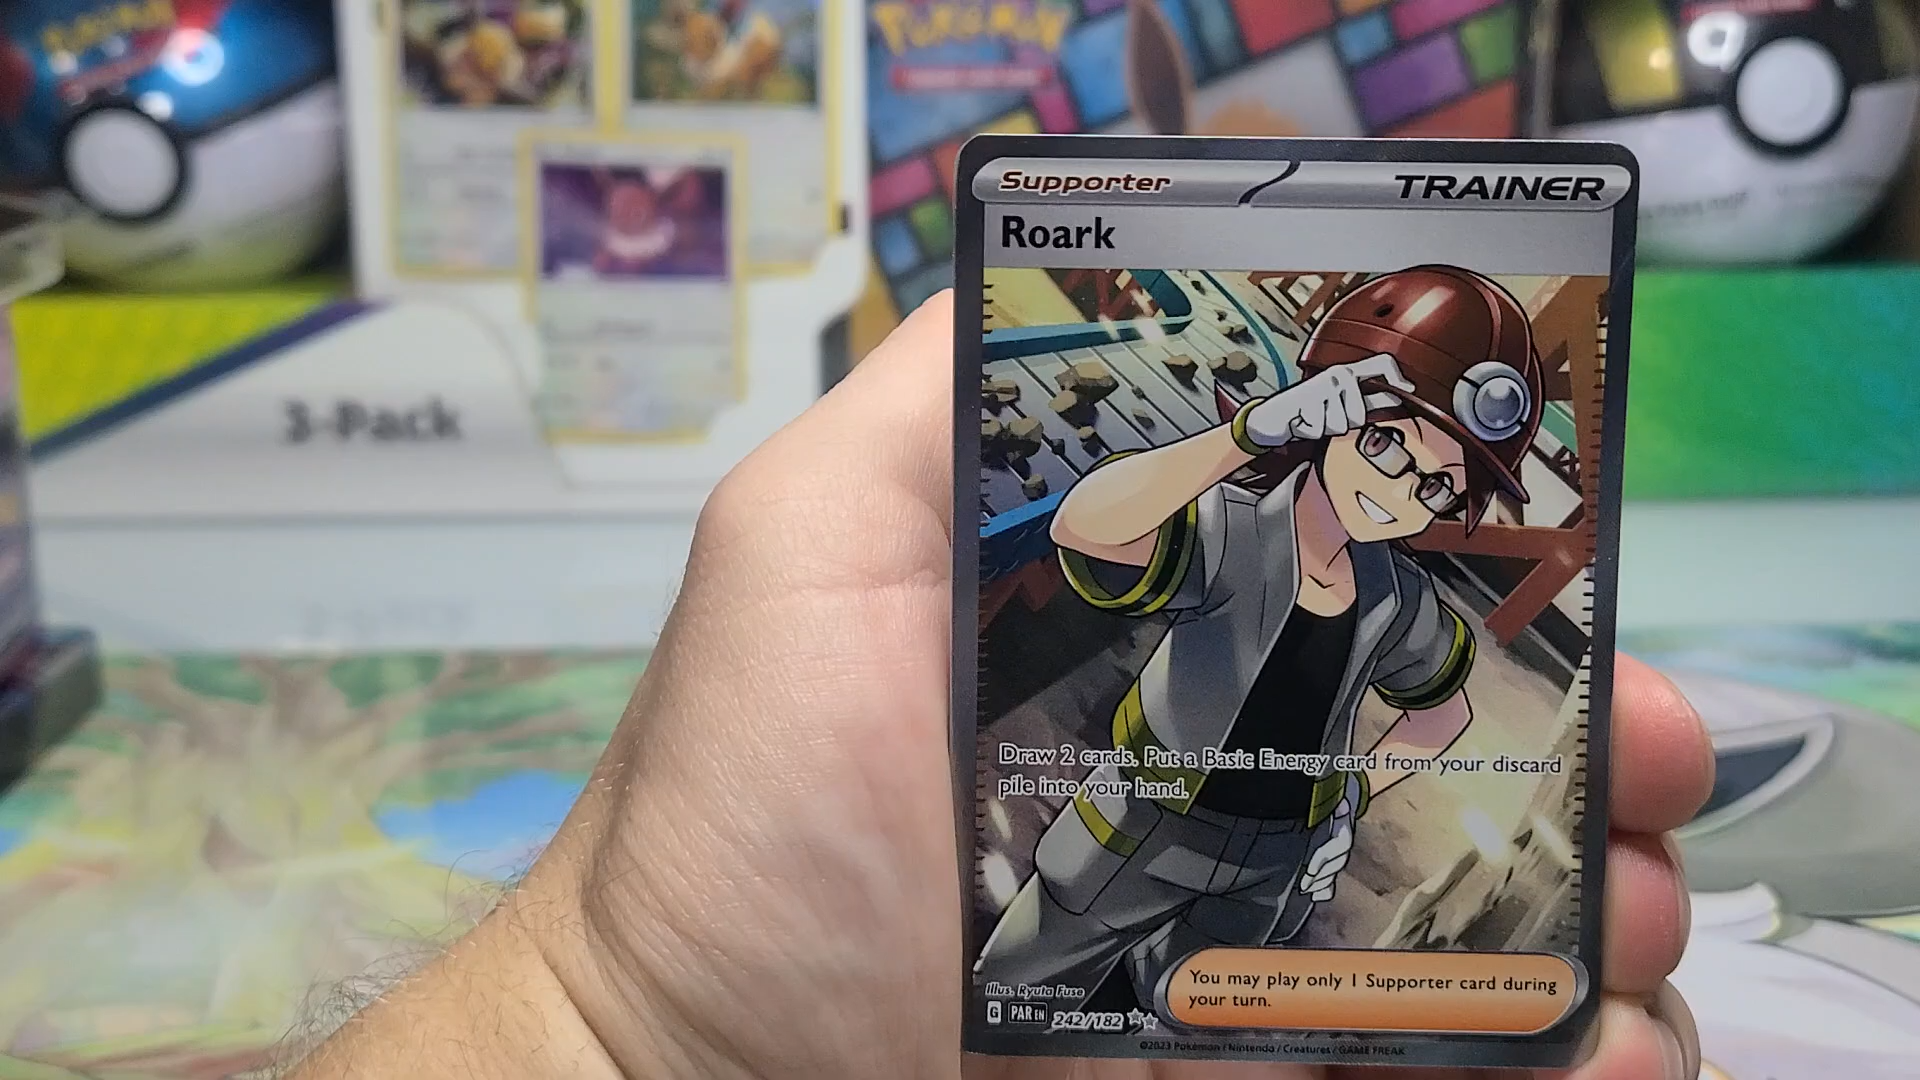 POKÉMON
3-Pack
Supporter
TRAINER
Roark
Draw 2 cards. Put a Basic Energy card from your discard
pile into your hand.
You may play only 1 Supporter card during
your turn.
Illus. Ryuta Fuse
G PAR EN 242/182
©2023 Pokémon / Nintendo / Creatures / GAME FREAK